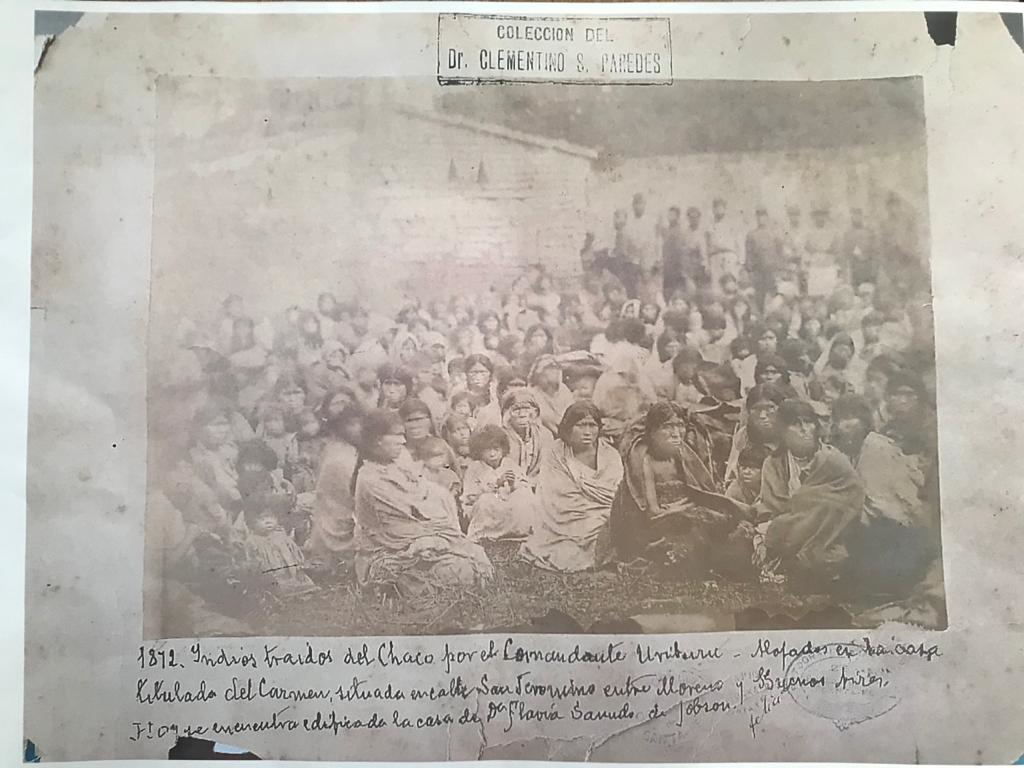 COLECCION DEL
Dr. CLEMENTINO S. PAREDES
1872. Indios traidos del Chaco por el Comandante Uriburu - Alojados en la casa
titulada del Carmen, situada en calle San Jeronimo entre Moreno y Buenos Aires
Hoy se encuentra edificada la casa de Dª Flavia Sañudo de Jobson.